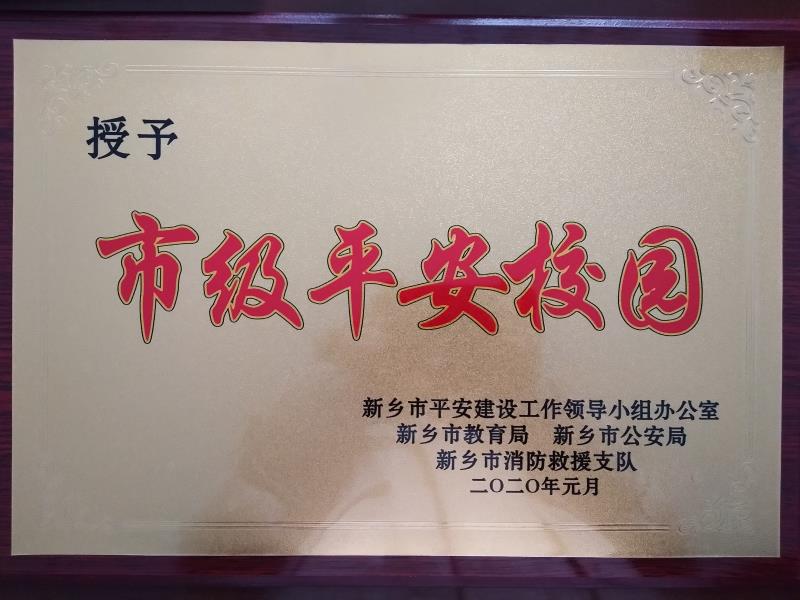 授予
市级平安校园
新乡市平安建设工作领导小组办公室
新乡市教育局 新乡市公安局
新乡市消防救援支队
二〇二〇年元月